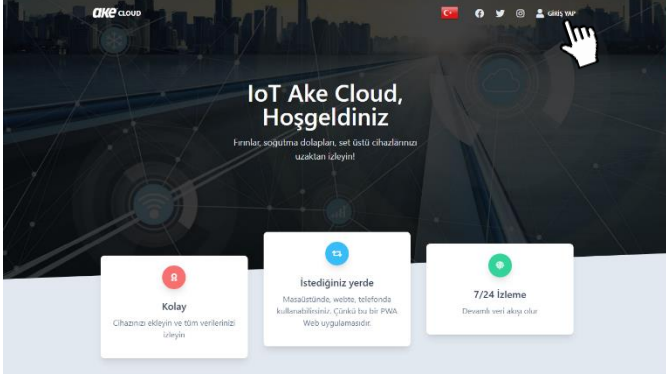 ake CLOUD
GİRİŞ YAP
IoT Ake Cloud,
Hoşgeldiniz
Fırınlar, soğutma dolapları, set üstü cihazlarınızı
uzaktan izleyin!
Kolay
Cihazınızı ekleyin ve tüm verilerinizi
izleyin
İstediğiniz yerde
Masaüstünde, webte, telefonda
kullanabilirsiniz. Çünkü bu bir PWA
Web uygulamasıdır.
7/24 İzleme
Devamlı veri akışı olur